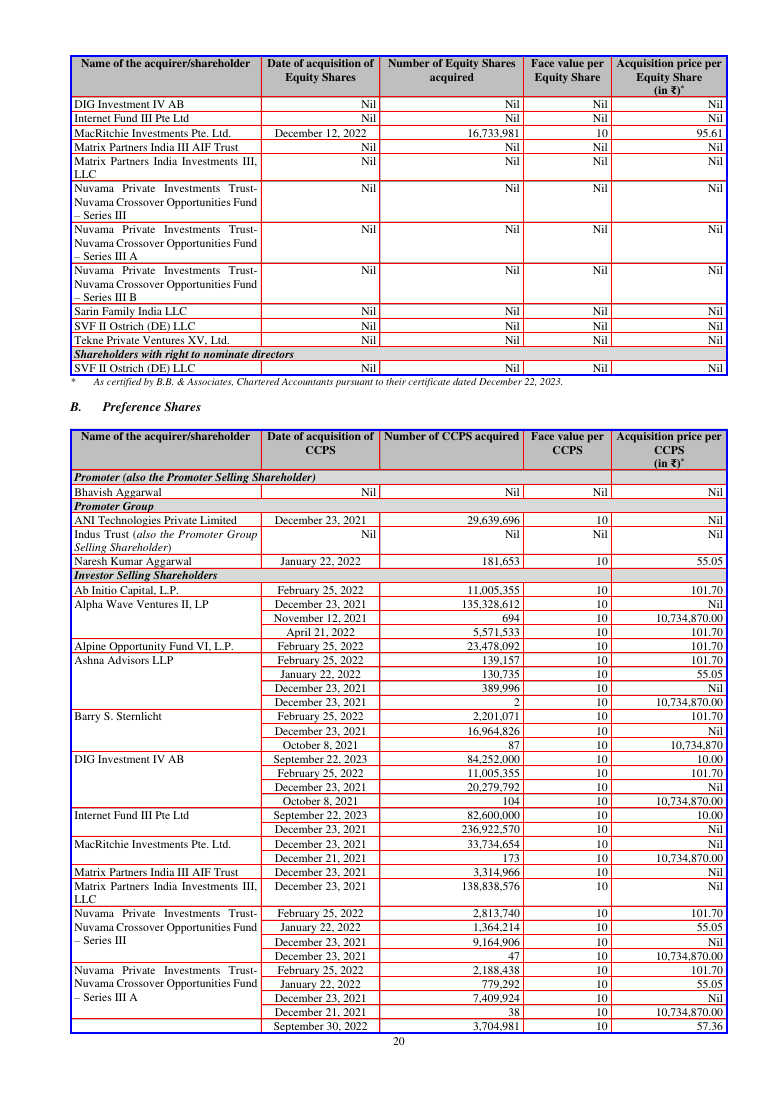 Name of the acquirer/shareholder Date of acquisition of Equity Shares Number of Equity Shares acquired Face value per Equity Share Acquisition price per Equity Share (in ₹)*
DIG Investment IV AB Nil Nil Nil Nil
Internet Fund III Pte Ltd Nil Nil Nil Nil
MacRitchie Investments Pte. Ltd. December 12, 2022 16,733,981 10 95.61
Matrix Partners India III AIF Trust Nil Nil Nil Nil
Matrix Partners India Investments III, LLC Nil Nil Nil Nil
Nuvama Private Investments Trust- Nuvama Crossover Opportunities Fund – Series III Nil Nil Nil Nil
Nuvama Private Investments Trust- Nuvama Crossover Opportunities Fund – Series III A Nil Nil Nil Nil
Nuvama Private Investments Trust- Nuvama Crossover Opportunities Fund – Series III B Nil Nil Nil Nil
Sarin Family India LLC Nil Nil Nil Nil
SVF II Ostrich (DE) LLC Nil Nil Nil Nil
Tekne Private Ventures XV, Ltd. Nil Nil Nil Nil
Shareholders with right to nominate directors
SVF II Ostrich (DE) LLC Nil Nil Nil Nil
* As certified by B.B. & Associates, Chartered Accountants pursuant to their certificate dated December 22, 2023.
B. Preference Shares
Name of the acquirer/shareholder Date of acquisition of CCPS Number of CCPS acquired Face value per CCPS Acquisition price per CCPS (in ₹)*
Promoter (also the Promoter Selling Shareholder)
Bhavish Aggarwal Nil Nil Nil Nil
Promoter Group
ANI Technologies Private Limited December 23, 2021 29,639,696 10 Nil
Indus Trust (also the Promoter Group Selling Shareholder) Nil Nil Nil Nil
Naresh Kumar Aggarwal January 22, 2022 181,653 10 55.05
Investor Selling Shareholders
Ab Initio Capital, L.P. February 25, 2022 11,005,355 10 101.70
Alpha Wave Ventures II, LP December 23, 2021 135,328,612 10 Nil
November 12, 2021 694 10 10,734,870.00
April 21, 2022 5,571,533 10 101.70
Alpine Opportunity Fund VI, L.P. February 25, 2022 23,478,092 10 101.70
Ashna Advisors LLP February 25, 2022 139,157 10 101.70
January 22, 2022 130,735 10 55.05
December 23, 2021 389,996 10 Nil
December 23, 2021 2 10 10,734,870.00
Barry S. Sternlicht February 25, 2022 2,201,071 10 101.70
December 23, 2021 16,964,826 10 Nil
October 8, 2021 87 10 10,734,870
DIG Investment IV AB September 22, 2023 84,252,000 10 10.00
February 25, 2022 11,005,355 10 101.70
December 23, 2021 20,279,792 10 Nil
October 8, 2021 104 10 10,734,870.00
Internet Fund III Pte Ltd September 22, 2023 82,600,000 10 10.00
December 23, 2021 236,922,570 10 Nil
MacRitchie Investments Pte. Ltd. December 23, 2021 33,734,654 10 Nil
December 21, 2021 173 10 10,734,870.00
Matrix Partners India III AIF Trust December 23, 2021 3,314,966 10 Nil
Matrix Partners India Investments III, LLC December 23, 2021 138,838,576 10 Nil
Nuvama Private Investments Trust- Nuvama Crossover Opportunities Fund – Series III February 25, 2022 2,813,740 10 101.70
January 22, 2022 1,364,214 10 55.05
December 23, 2021 9,164,906 10 Nil
December 23, 2021 47 10 10,734,870.00
Nuvama Private Investments Trust- Nuvama Crossover Opportunities Fund – Series III A February 25, 2022 2,188,438 10 101.70
January 22, 2022 779,292 10 55.05
December 23, 2021 7,409,924 10 Nil
December 21, 2021 38 10 10,734,870.00
September 30, 2022 3,704,981 10 57.36
20